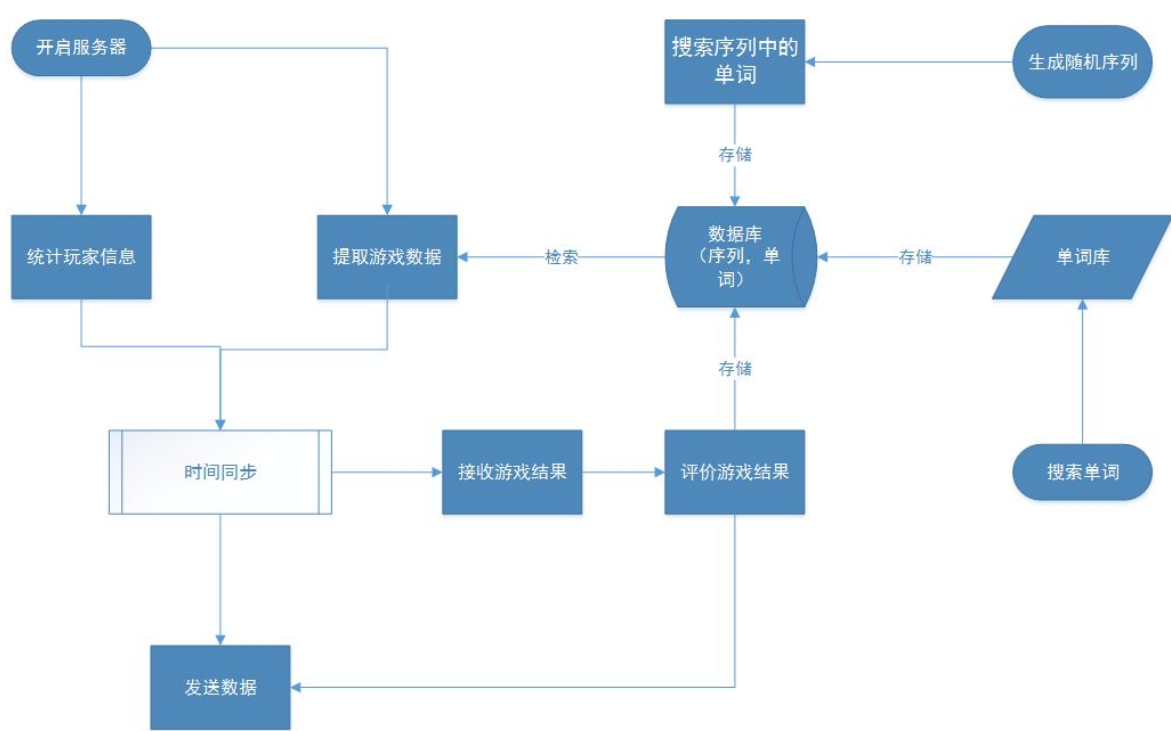 开启服务器
搜索序列中的
单词
生成随机序列
存储
统计玩家信息
提取游戏数据
检索
数据库
（序列，单
词）
存储
单词库
存储
时间同步
接收游戏结果
评价游戏结果
搜索单词
发送数据